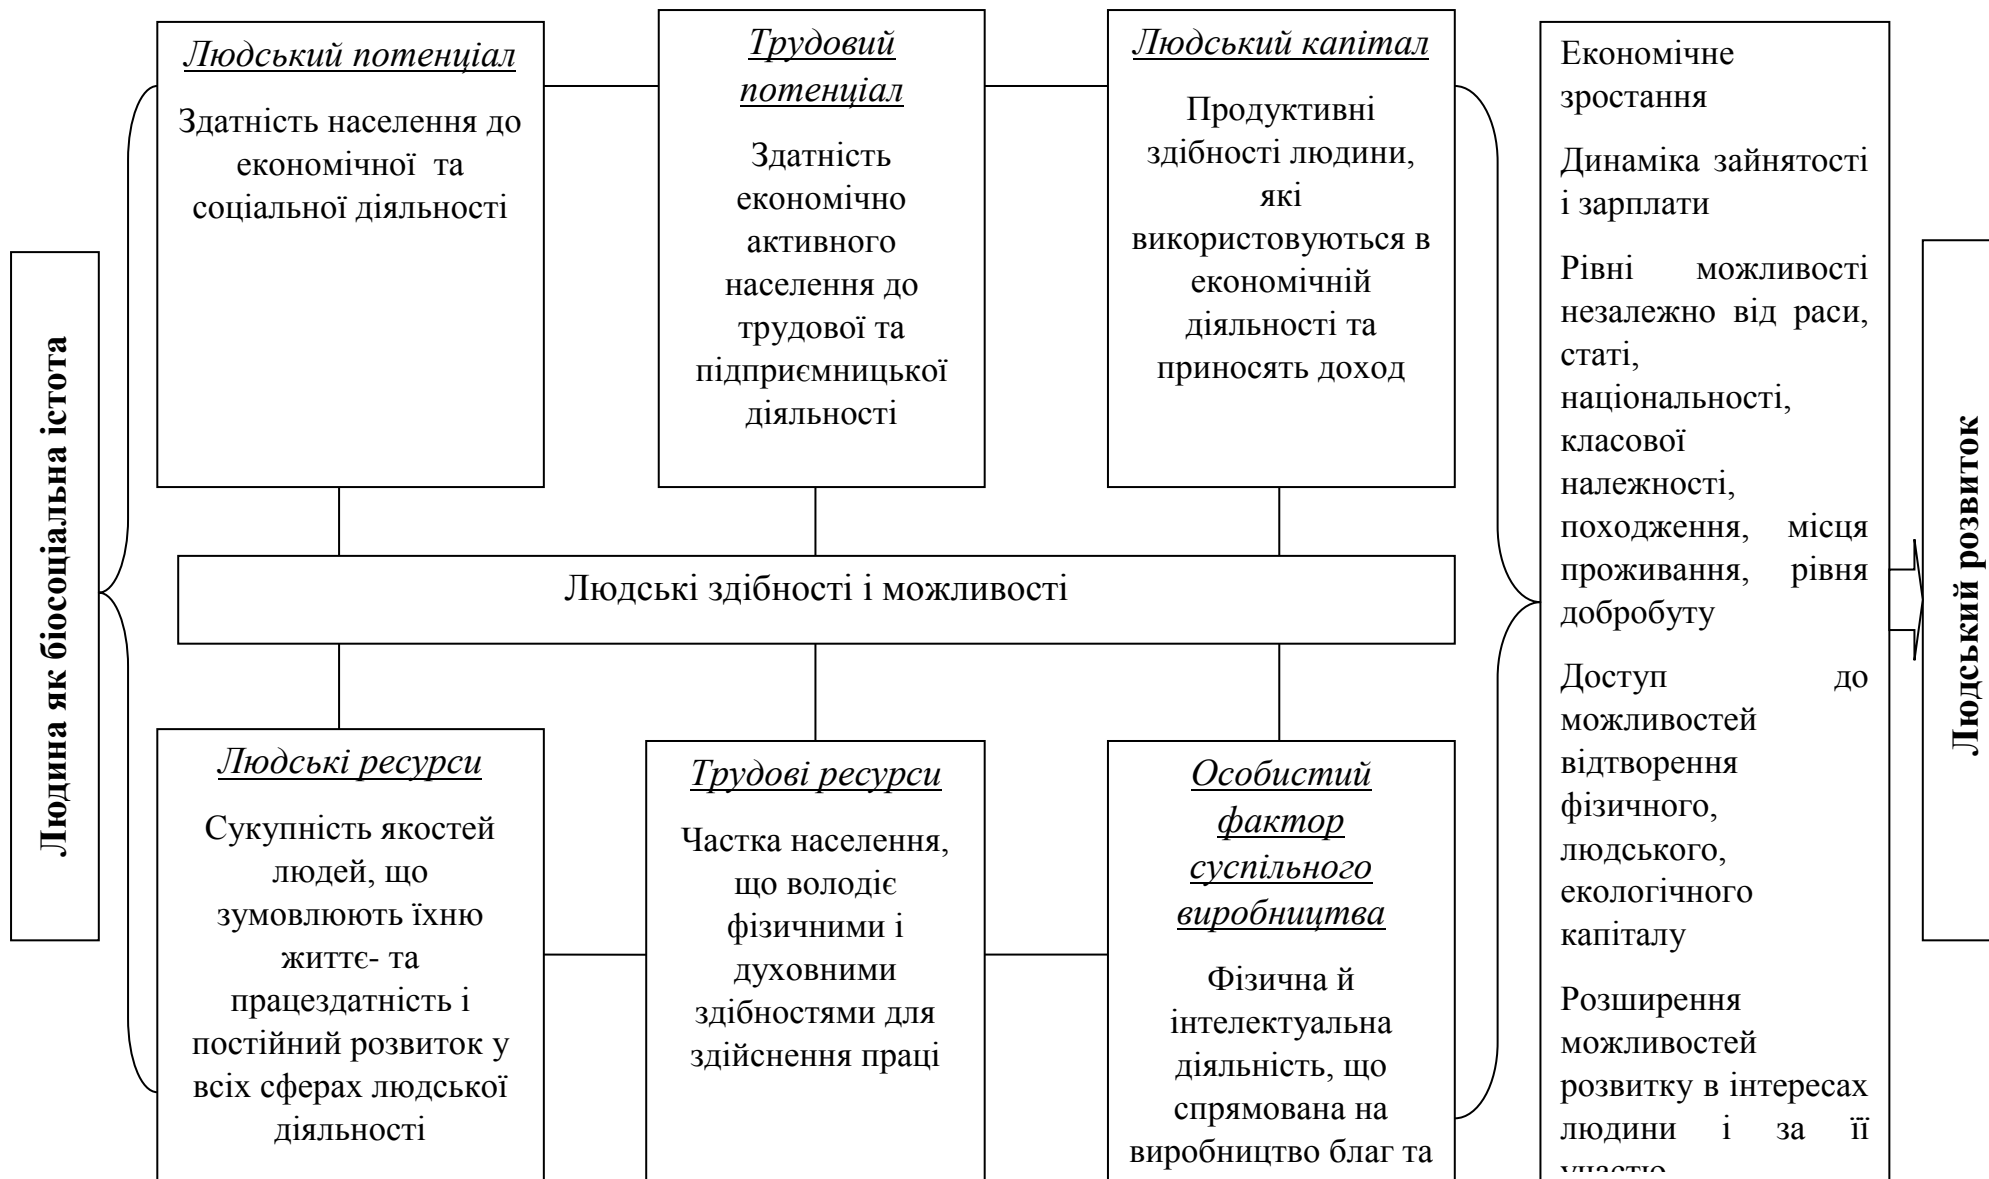 Людина як біосоціальна істота
Людський потенціал
Здатність населення до
економічної та
соціальної діяльності
Трудовий
потенціал
Здатність
економічно
активного
населення до
трудової та
підприємницької
діяльності
Людський капітал
Продуктивні
здібності людини,
які
використовуються в
економічній
діяльності та
приносять доход
Людські здібності і можливості
Людські ресурси
Сукупність якостей
людей, що
зумовлюють їхню
життє- та
працездатність і
постійний розвиток у
всіх сферах людської
діяльності
Трудові ресурси
Частка населення,
що володіє
фізичними і
духовними
здібностями для
здійснення праці
Особистий
фактор
суспільного
виробництва
Фізична й
інтелектуальна
діяльність, що
спрямована на
виробництво благ та
Економічне
зростання
Динаміка зайнятості
і зарплати
Рівні можливості
незалежно від раси,
статі,
національності,
класової
належності,
походження, місця
проживання, рівня
добробуту
Доступ до
можливостей
відтворення
фізичного,
людського,
екологічного
капіталу
Розширення
можливостей
розвитку в інтересах
людини і за її
участю
Людський розвиток